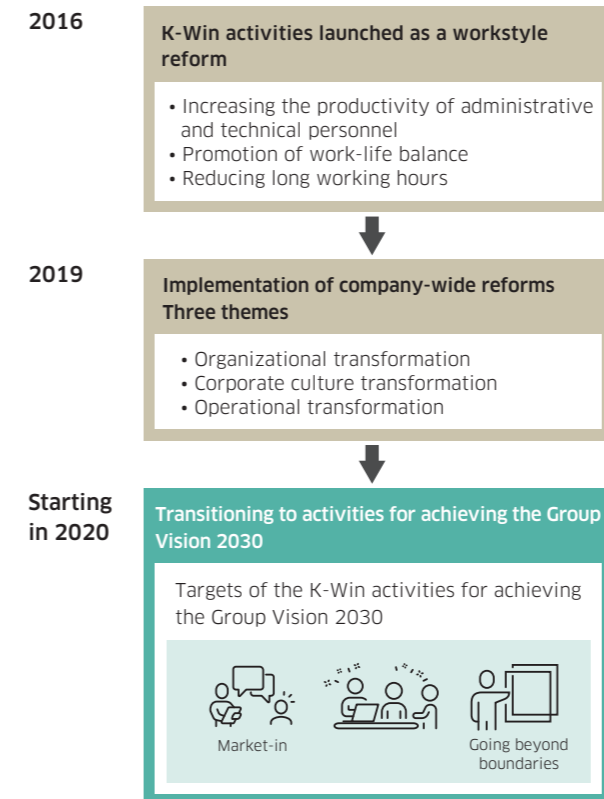 2016
K-Win activities launched as a workstyle
reform
• Increasing the productivity of administrative
and technical personnel
• Promotion of work-life balance
• Reducing long working hours
2019
Implementation of company-wide reforms
Three themes
• Organizational transformation
• Corporate culture transformation
• Operational transformation
Starting
in 2020
Transitioning to activities for achieving the Group
Vision 2030
Targets of the K-Win activities for achieving
the Group Vision 2030
Market-in
Going beyond
boundaries